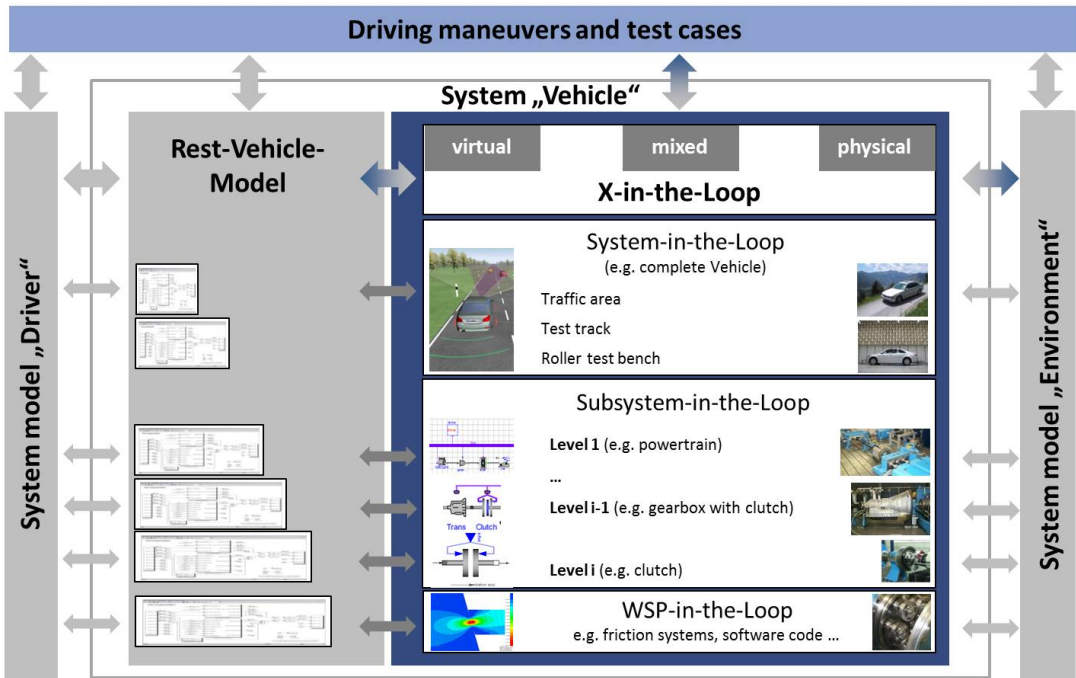 Driving maneuvers and test cases
System „Vehicle“
System model „Driver“
Rest-Vehicle-
Model
virtual
mixed
physical
X-in-the-Loop
System-in-the-Loop
(e.g. complete Vehicle)
Traffic area
Test track
Roller test bench
Subsystem-in-the-Loop
Level 1 (e.g. powertrain)
...
Level i-1 (e.g. gearbox with clutch)
Trans Clutch
Level i (e.g. clutch)
WSP-in-the-Loop
e.g. friction systems, software code ...
System model „Environment“